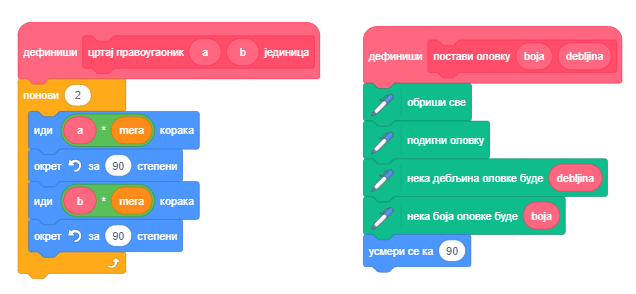 дефиниши цртај правоугаоник a b јединица
понови 2
иди a * mera корака
окрет за 90 степени
иди b * mera корака
окрет за 90 степени
дефиниши постави оловку boja debljina
обриши све
подигни оловку
нека дебљина оловке буде debljina
нека боја оловке буде boja
усмери се ка 90